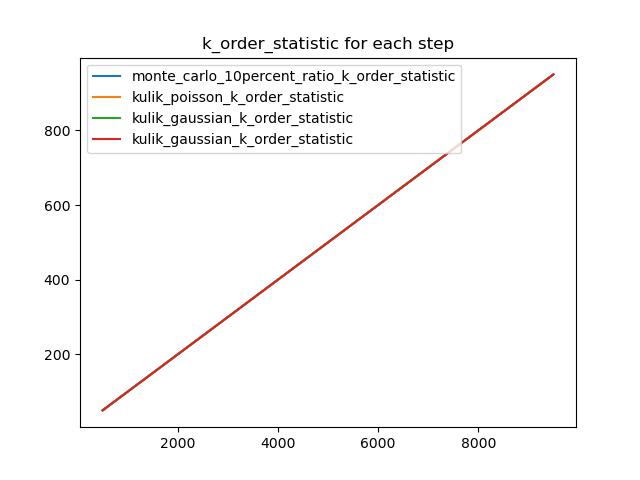 k_order_statistic for each step
monte_carlo_10percent_ratio_k_order_statistic
kulik_poisson_k_order_statistic
kulik_gaussian_k_order_statistic
kulik_gaussian_k_order_statistic
800
600
400
200
2000 4000 6000 8000